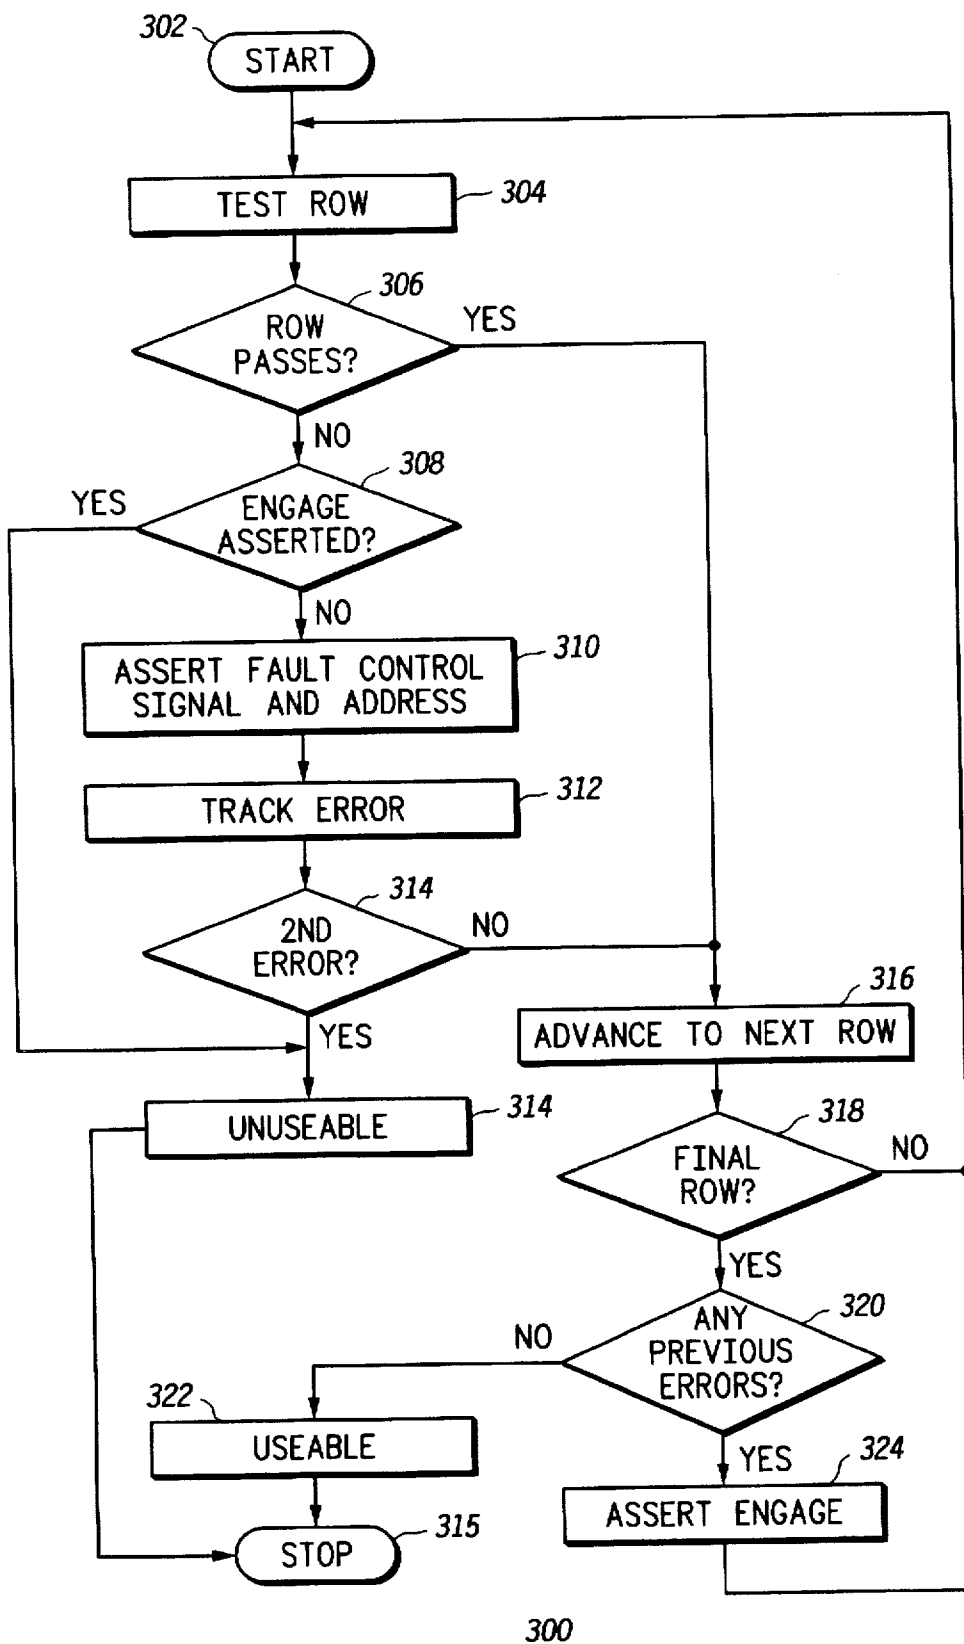 302
START
TEST ROW
304
306
ROW
PASSES?
YES
NO
308
YES
ENGAGE
ASSERTED?
NO
310
ASSERT FAULT CONTROL
SIGNAL AND ADDRESS
312
TRACK ERROR
314
2ND
ERROR?
NO
YES
316
ADVANCE TO NEXT ROW
314
UNUSEABLE
318
FINAL
ROW?
NO
YES
320
ANY
PREVIOUS
ERRORS?
NO
322
USEABLE
YES
324
ASSERT ENGAGE
315
STOP
300